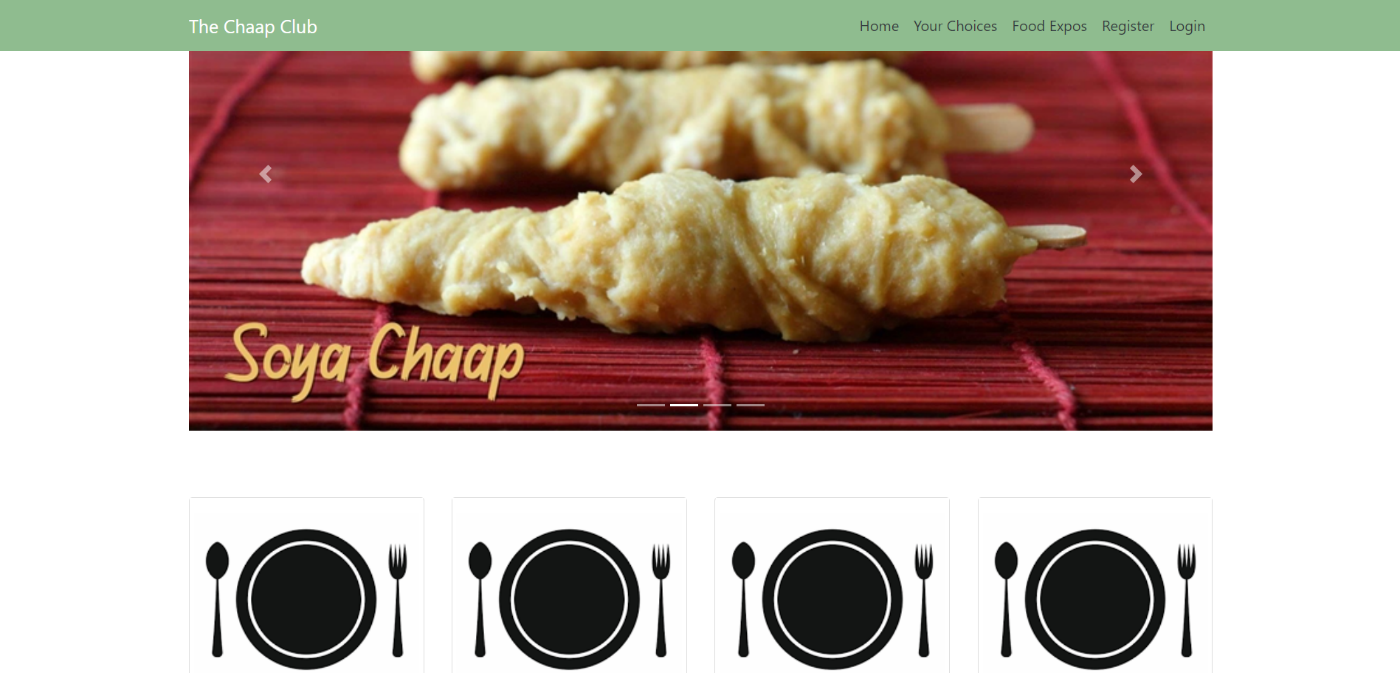 The Chaap Club
Home Your Choices Food Expos Register Login
Soya Chaap